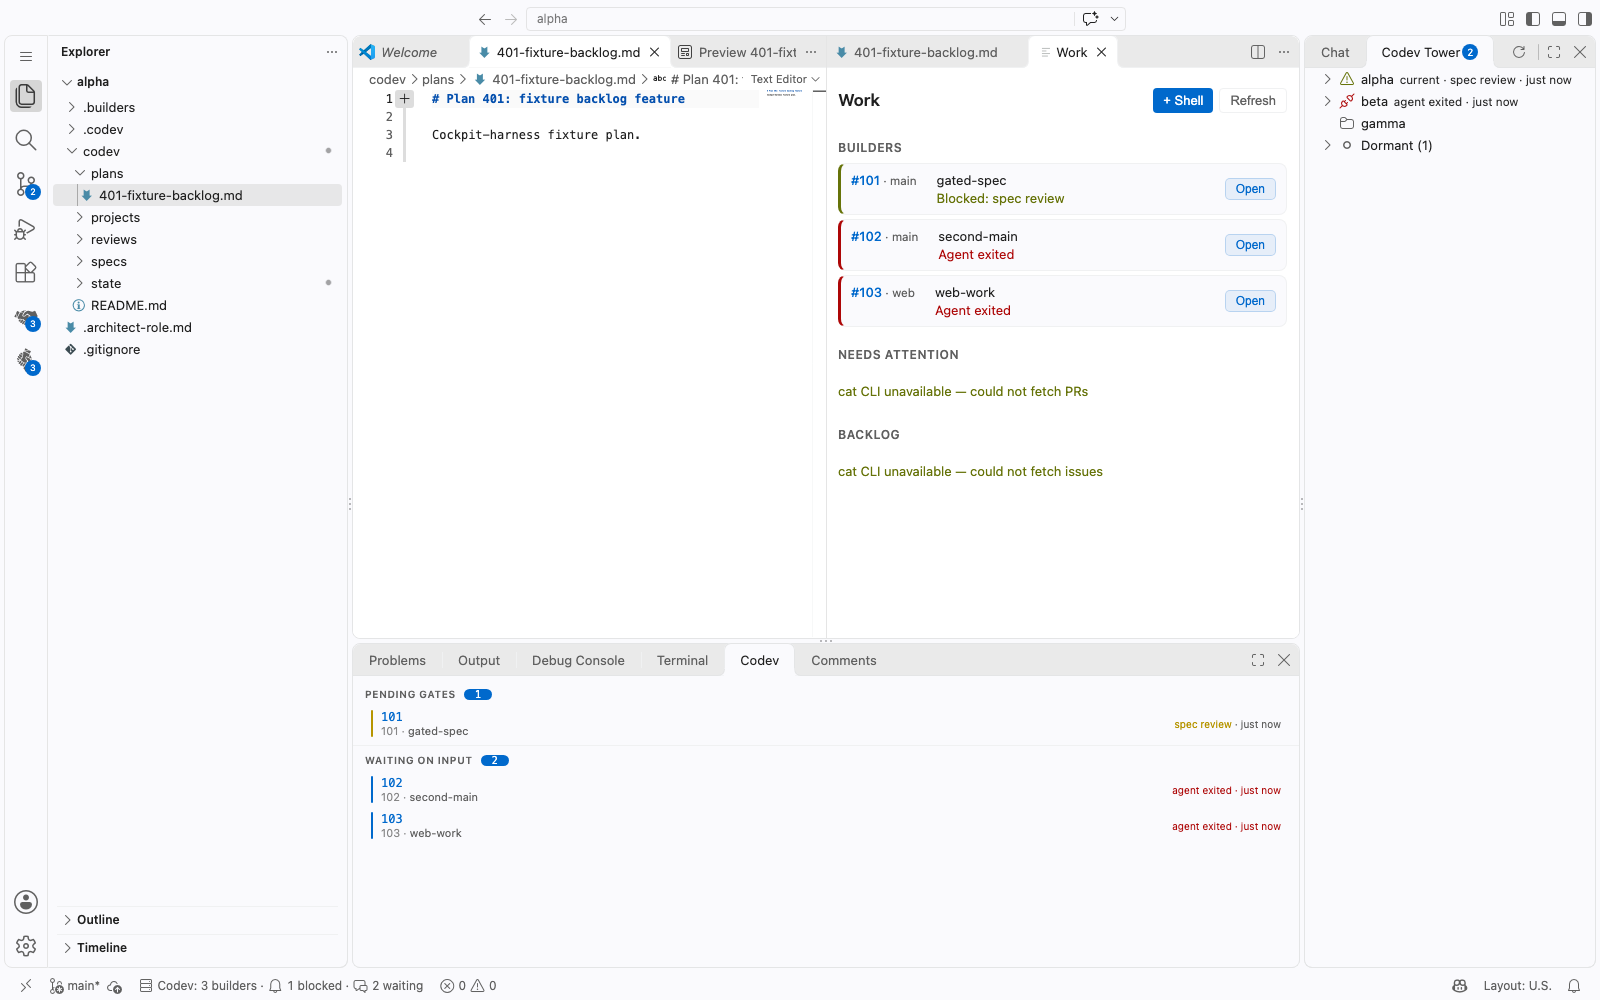 alpha
Explorer
alpha
.builders
.codev
codev
plans
401-fixture-backlog.md
projects
reviews
specs
state
README.md
.architect-role.md
.gitignore
Outline
Timeline
2
3
3
Welcome
401-fixture-backlog.md
Preview 401-fixt
codev
plans
401-fixture-backlog.md
abc # Plan 401:
Text Editor
1 # Plan 401: fixture backlog feature
2
3 Cockpit-harness fixture plan.
4
401-fixture-backlog.md
Work
Work
+ Shell
Refresh
BUILDERS
#101 · main gated-spec
Blocked: spec review
Open
#102 · main second-main
Agent exited
Open
#103 · web web-work
Agent exited
Open
NEEDS ATTENTION
cat CLI unavailable — could not fetch PRs
BACKLOG
cat CLI unavailable — could not fetch issues
Problems
Output
Debug Console
Terminal
Codev
Comments
PENDING GATES 1
101
101 · gated-spec
spec review · just now
WAITING ON INPUT 2
102
102 · second-main
agent exited · just now
103
103 · web-work
agent exited · just now
Chat
Codev Tower 2
alpha current · spec review · just now
beta agent exited · just now
gamma
Dormant (1)
main*
Codev: 3 builders · 1 blocked · 2 waiting
0 0
Layout: U.S.